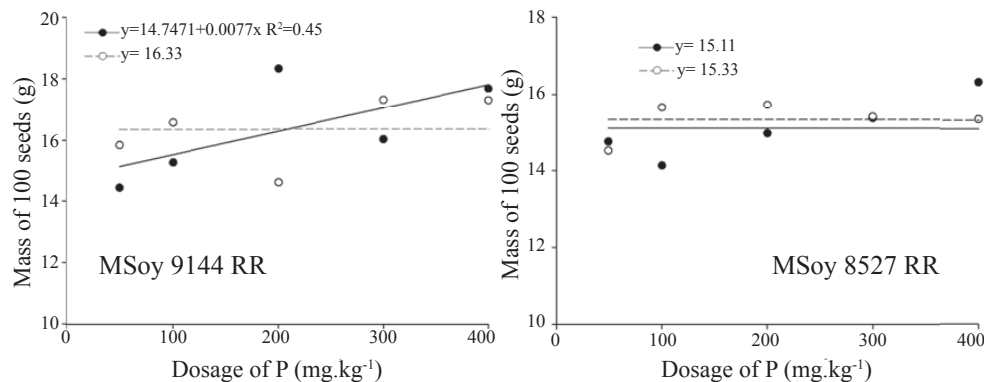 20
18
16
14
12
10
Mass of 100 seeds (g)
y=14.7471+0.0077x R²=0.45
y= 16.33
MSoy 9144 RR
0 100 200 300 400
Dosage of P (mg.kg⁻¹)
18
16
14
12
10
8
6
Mass of 100 seeds (g)
y= 15.11
y= 15.33
MSoy 8527 RR
0 100 200 300 400
Dosage of P (mg.kg⁻¹)